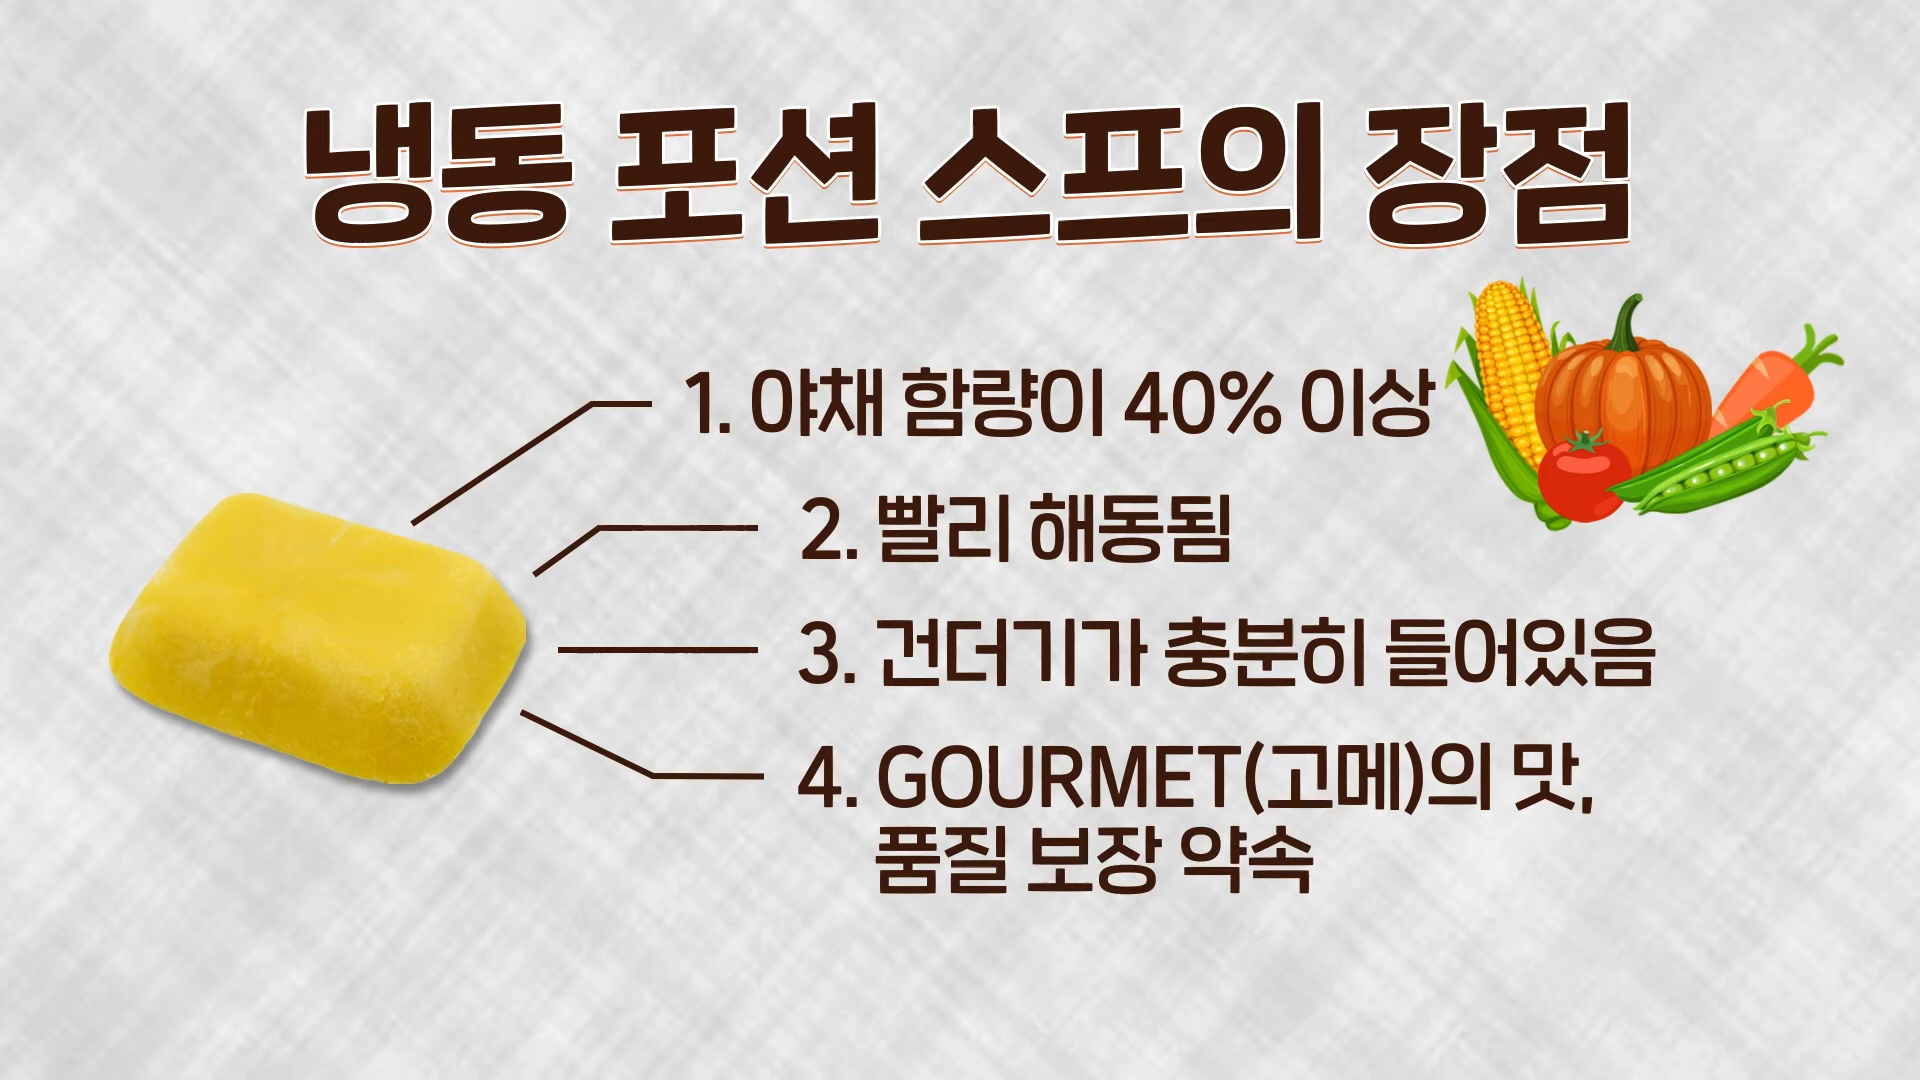 냉동 포션 스프의 장점
1. 야채 함량이 40% 이상
2. 빨리 해동됨
3. 건더기가 충분히 들어있음
4. GOURMET(고메)의 맛,
품질 보장 약속